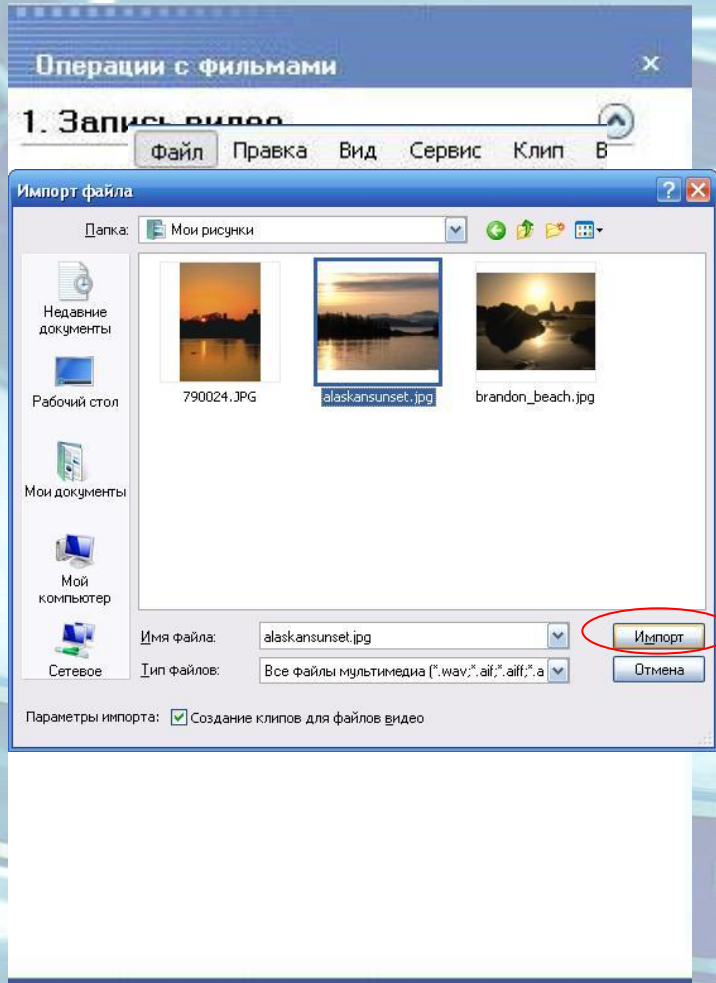 Операции с фильмами
1. Запись видео
Файл Правка Вид Сервис Клип В
Импорт файла
Папка: Мои рисунки
Недавние документы
Рабочий стол
Мои документы
Мой компьютер
Сетевое
790024.JPG alaskansunset.jpg brandon_beach.jpg
Имя файла: alaskansunset.jpg Импорт
Тип файлов: Все файлы мультимедиа (*.wav;*.aif;*.aiff;*.a Отмена
Параметры импорта: Создание клипов для файлов видео